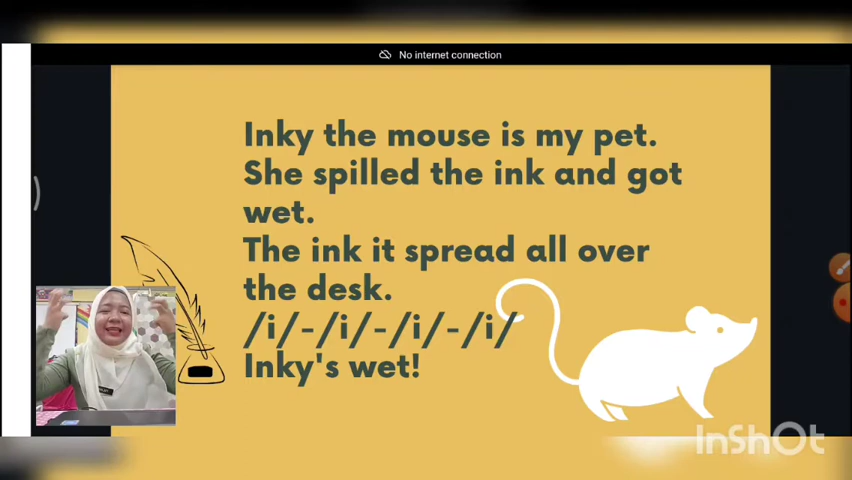 No internet connection
Inky the mouse is my pet.
She spilled the ink and got
wet.
The ink it spread all over
the desk.
/i/-/i/-/i/-/i/
Inky's wet!
InShOt